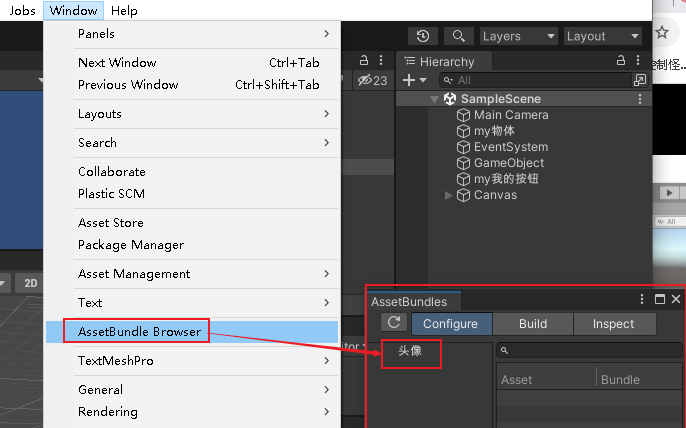 Jobs Window Help
Panels
Next Window Ctrl+Tab
Previous Window Ctrl+Shift+Tab
Layouts
Search
Collaborate
Plastic SCM
Asset Store
Package Manager
Asset Management
Text
AssetBundle Browser
TextMeshPro
General
Rendering
2D
Layers
Layout
23
Hierarchy
All
SampleScene
Main Camera
my物体
EventSystem
GameObject
my我的按钮
Canvas
AssetBundles
Configure Build Inspect
头像
Asset Bundle
itor
制怪..
All